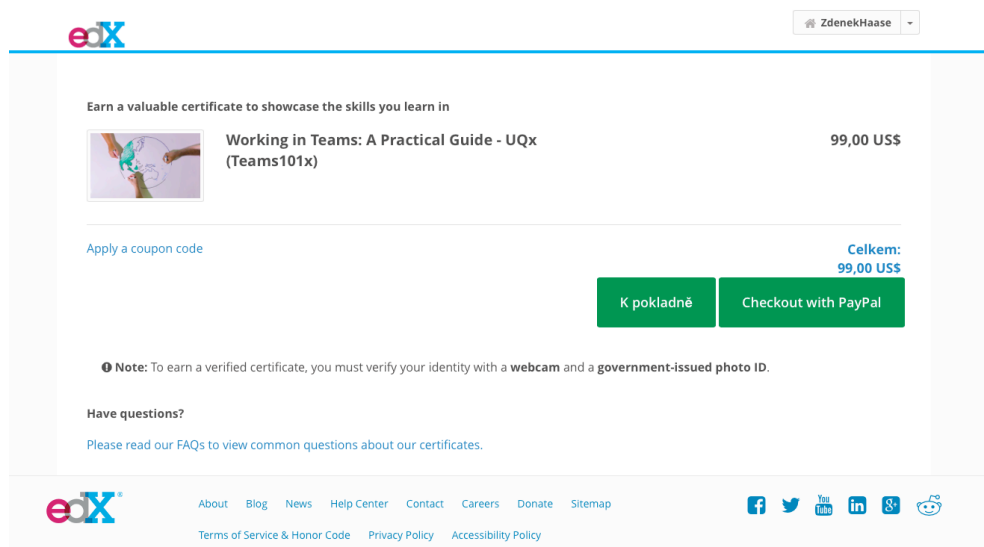 edX
ZdenekHaase
Earn a valuable certificate to showcase the skills you learn in
Working in Teams: A Practical Guide - UQx
(Teams101x)
99,00 US$
Apply a coupon code
Celkem:
99,00 US$
K pokladně
Checkout with PayPal
Note: To earn a verified certificate, you must verify your identity with a webcam and a government-issued photo ID.
Have questions?
Please read our FAQs to view common questions about our certificates.
edX
About Blog News Help Center Contact Careers Donate Sitemap
You Tube in 8+
Terms of Service & Honor Code Privacy Policy Accessibility Policy